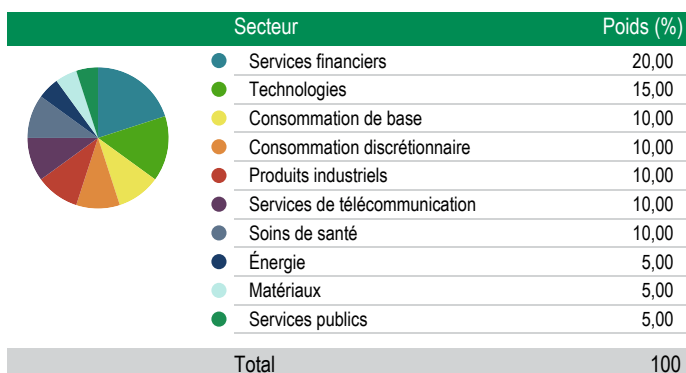 Secteur Poids (%)
Services financiers 20,00
Technologies 15,00
Consommation de base 10,00
Consommation discrétionnaire 10,00
Produits industriels 10,00
Services de télécommunication 10,00
Soins de santé 10,00
Énergie 5,00
Matériaux 5,00
Services publics 5,00
Total 100